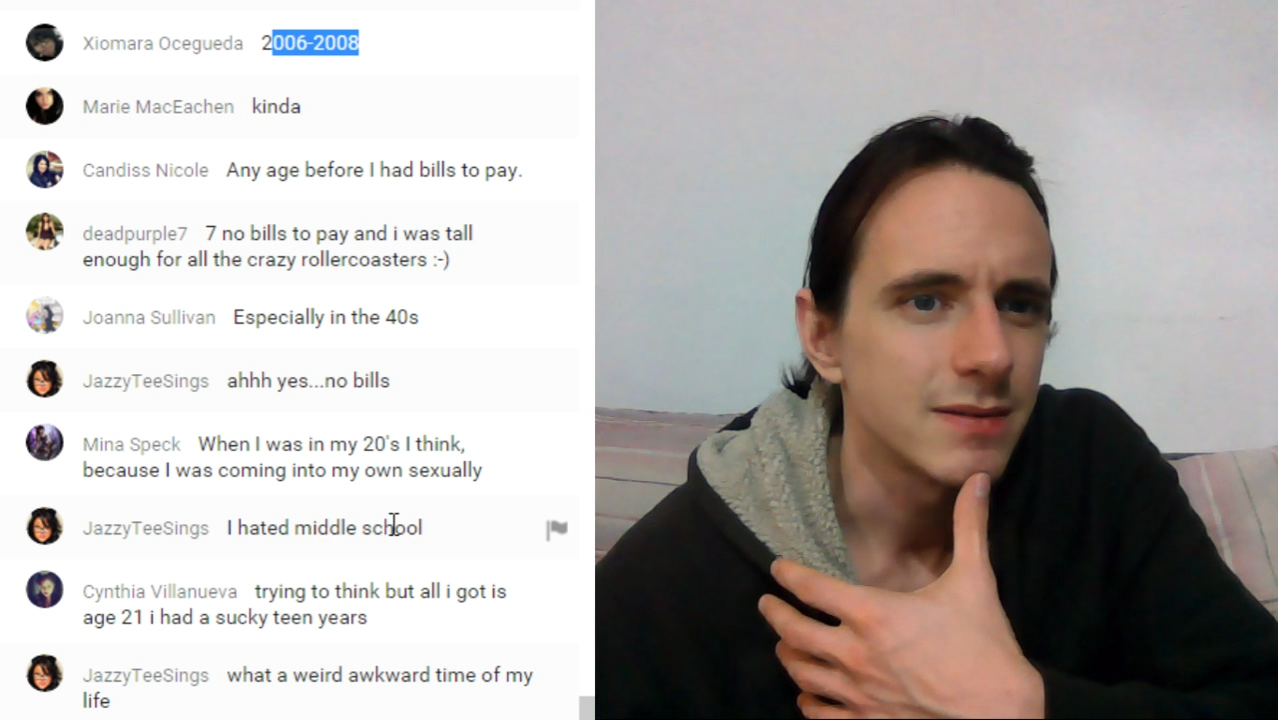 Xiomara Ocegueda 2006-2008
Marie MacEachen kinda
Candiss Nicole Any age before I had bills to pay.
deadpurple7 7 no bills to pay and i was tall
enough for all the crazy rollercoasters :-)
Joanna Sullivan Especially in the 40s
JazzyTeeSings ahhh yes...no bills
Mina Speck When I was in my 20's I think,
because I was coming into my own sexually
JazzyTeeSings I hated middle school
Cynthia Villanueva trying to think but all i got is
age 21 i had a sucky teen years
JazzyTeeSings what a weird awkward time of my
life